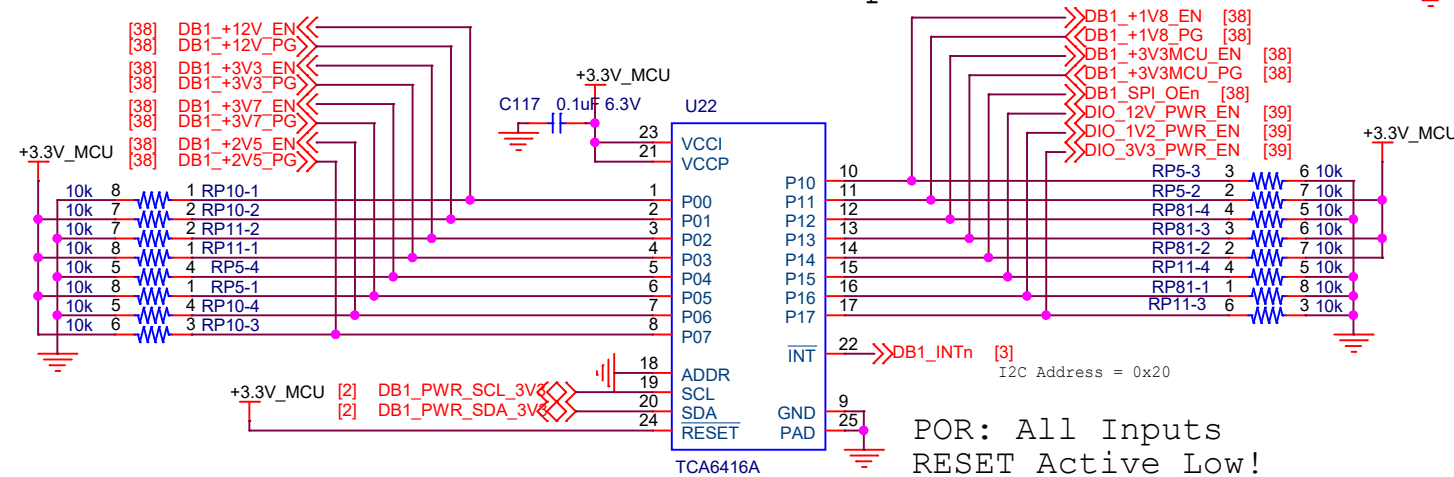 [38] DB1_+12V_EN
[38] DB1_+12V_PG
[38] DB1_+3V3_EN
[38] DB1_+3V3_PG
[38] DB1_+3V7_EN
[38] DB1_+3V7_PG
[38] DB1_+2V5_EN
[38] DB1_+2V5_PG
DB1_+1V8_EN [38]
DB1_+1V8_PG [38]
DB1_+3V3MCU_EN [38]
DB1_+3V3MCU_PG [38]
DB1_SPI_OEn [38]
DIO_12V_PWR_EN [39]
DIO_1V2_PWR_EN [39]
DIO_3V3_PWR_EN [39]
+3.3V_MCU
C117 0.1uF 6.3V
U22
+3.3V_MCU
+3.3V_MCU
23 VCCI
21 VCCP
10k 8 1 RP10-1 1 P00
10k 7 2 RP10-2 2 P01
10k 7 2 RP11-2 3 P02
10k 8 1 RP11-1 4 P03
10k 5 4 RP5-4 5 P04
10k 8 1 RP5-1 6 P05
10k 5 4 RP10-4 7 P06
10k 6 3 RP10-3 8 P07
P10 10 RP5-3 3 6 10k
P11 11 RP5-2 2 7 10k
P12 12 RP81-4 4 5 10k
P13 13 RP81-3 3 6 10k
P14 14 RP81-2 2 7 10k
P15 15 RP11-4 4 5 10k
P16 16 RP81-1 1 8 10k
P17 17 RP11-3 6 3 10k
INT 22 DB1_INTn [3]
I2C Address = 0x20
18 ADDR
+3.3V_MCU [2] DB1_PWR_SCL_3V3 19 SCL
[2] DB1_PWR_SDA_3V3 20 SDA
24 RESET
GND 9
PAD 25
TCA6416A
POR: All Inputs
RESET Active Low!